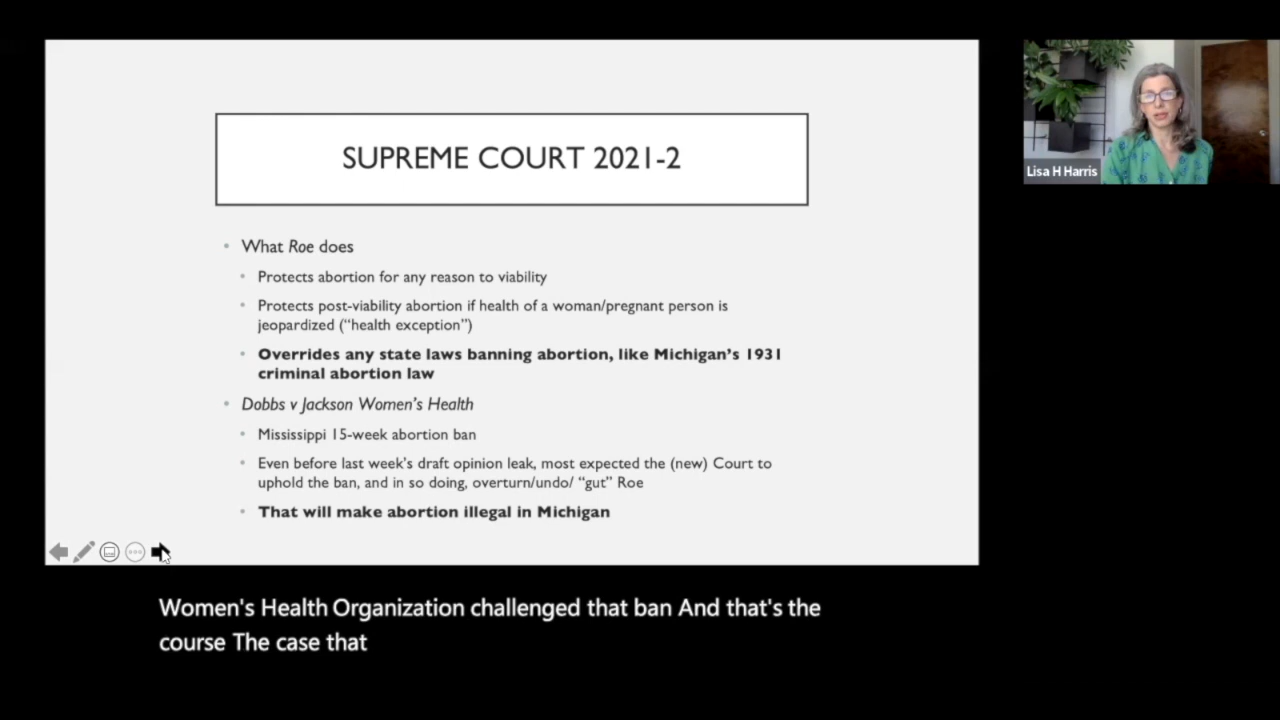 SUPREME COURT 2021-2
• What Roe does
• Protects abortion for any reason to viability
• Protects post-viability abortion if health of a woman/pregnant person is
jeopardized (“health exception”)
• Overrides any state laws banning abortion, like Michigan’s 1931
criminal abortion law
• Dobbs v Jackson Women’s Health
• Mississippi 15-week abortion ban
• Even before last week’s draft opinion leak, most expected the (new) Court to
uphold the ban, and in so doing, overturn/undo/ “gut” Roe
• That will make abortion illegal in Michigan
Lisa H Harris
Women's Health Organization challenged that ban And that's the
course The case that